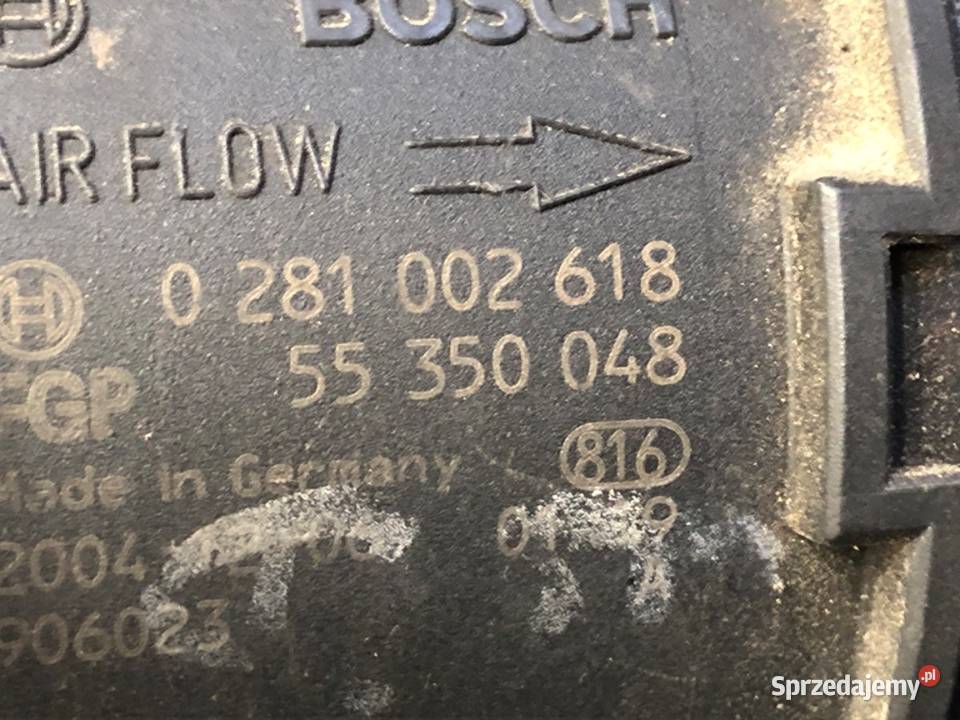 BOSCH
AIR FLOW
0 281 002 618
55 350 048
FGP
Made in Germany 816
2004
906023
Sprzedajemy.pl